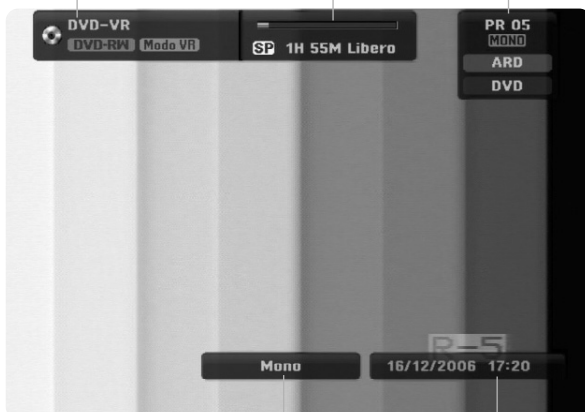 DVD-VR
DVD-RW Modo VR
SP 1H 55M Libero
PR 05
MONO
ARD
DVD
R-5
Mono
16/12/2006 17:20